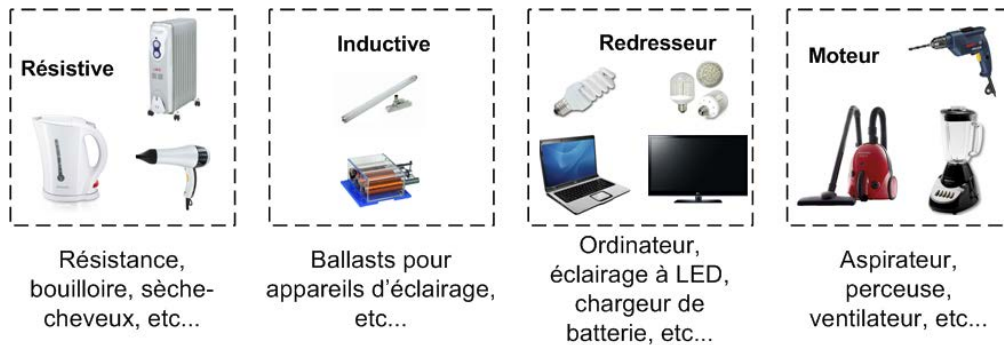 Résistive
Inductive
Redresseur
Moteur
Résistance,
bouilloire, sèche-
cheveux, etc...
Ballasts pour
appareils d’éclairage,
etc...
Ordinateur,
éclairage à LED,
chargeur de
batterie, etc...
Aspirateur,
perceuse,
ventilateur, etc...